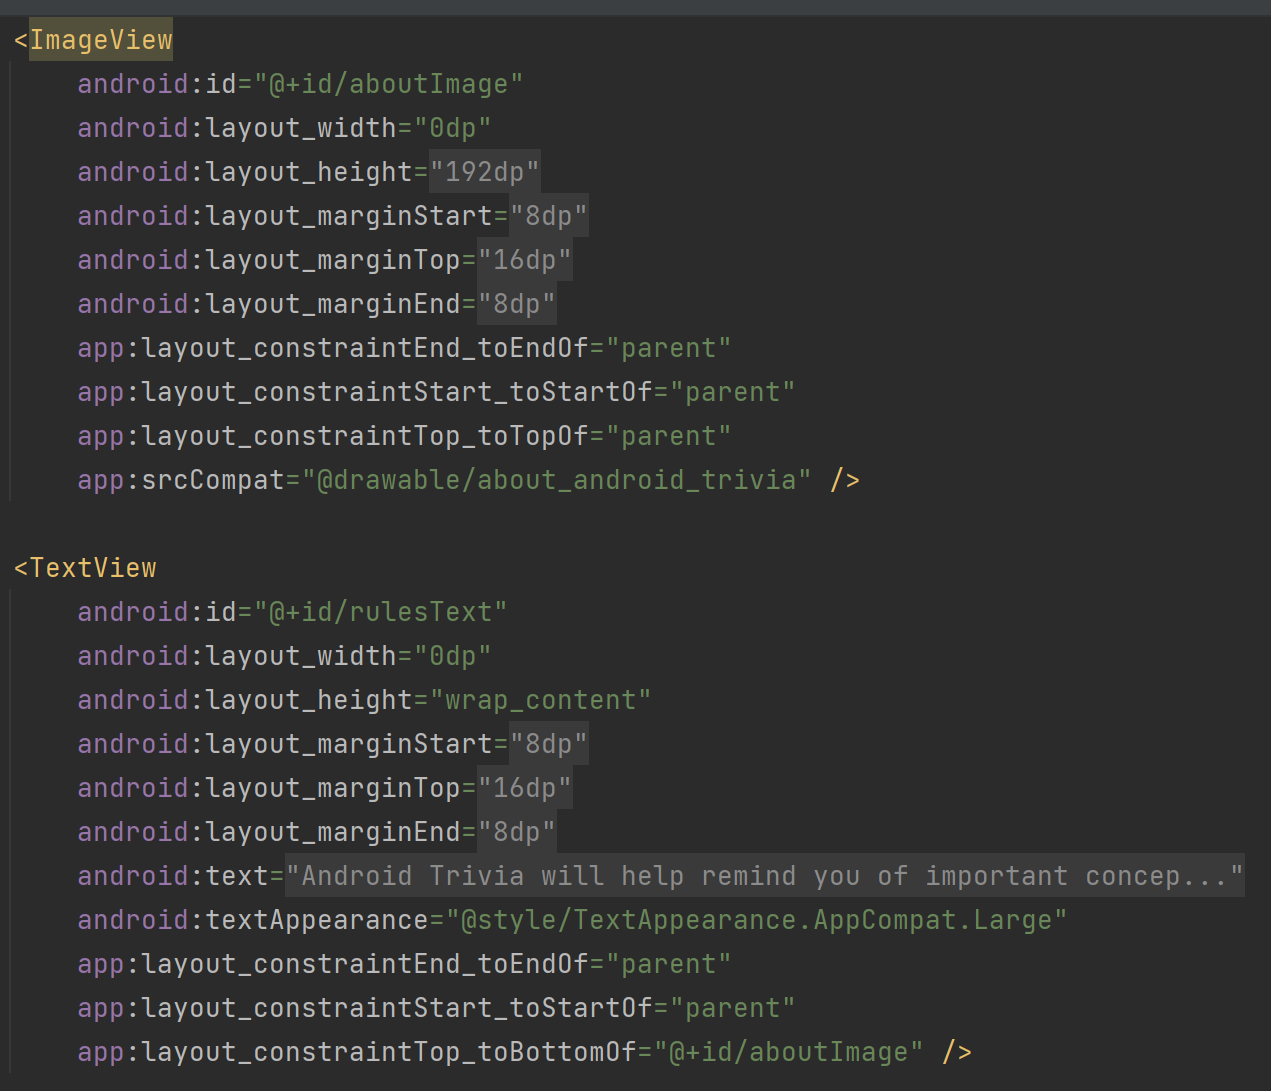 <ImageView
android:id="@+id/aboutImage"
android:layout_width="0dp"
android:layout_height="192dp"
android:layout_marginStart="8dp"
android:layout_marginTop="16dp"
android:layout_marginEnd="8dp"
app:layout_constraintEnd_toEndOf="parent"
app:layout_constraintStart_toStartOf="parent"
app:layout_constraintTop_toTopOf="parent"
app:srcCompat="@drawable/about_android_trivia" />
<TextView
android:id="@+id/rulesText"
android:layout_width="0dp"
android:layout_height="wrap_content"
android:layout_marginStart="8dp"
android:layout_marginTop="16dp"
android:layout_marginEnd="8dp"
android:text="Android Trivia will help remind you of important concep..."
android:textAppearance="@style/TextAppearance.AppCompat.Large"
app:layout_constraintEnd_toEndOf="parent"
app:layout_constraintStart_toStartOf="parent"
app:layout_constraintTop_toBottomOf="@+id/aboutImage" />